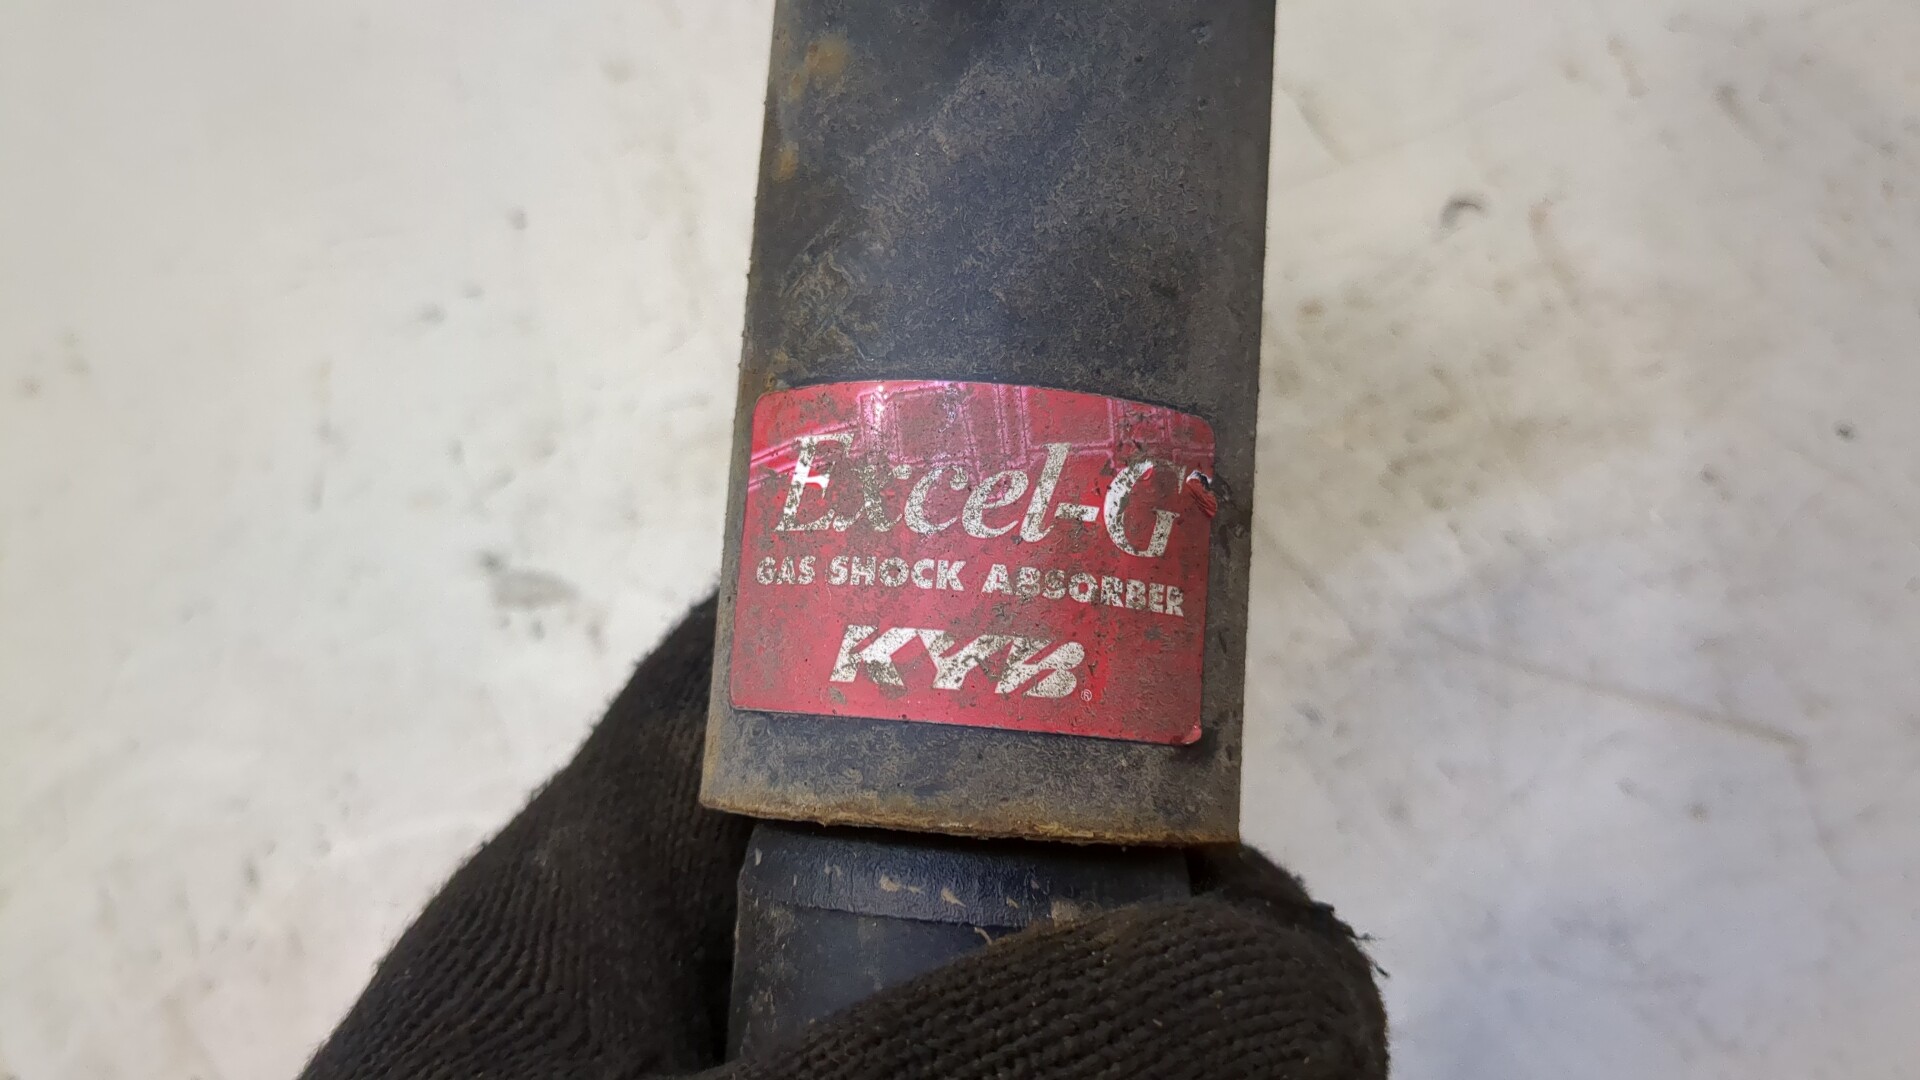 Excel-G
GAS SHOCK ABSORBER
KYB®